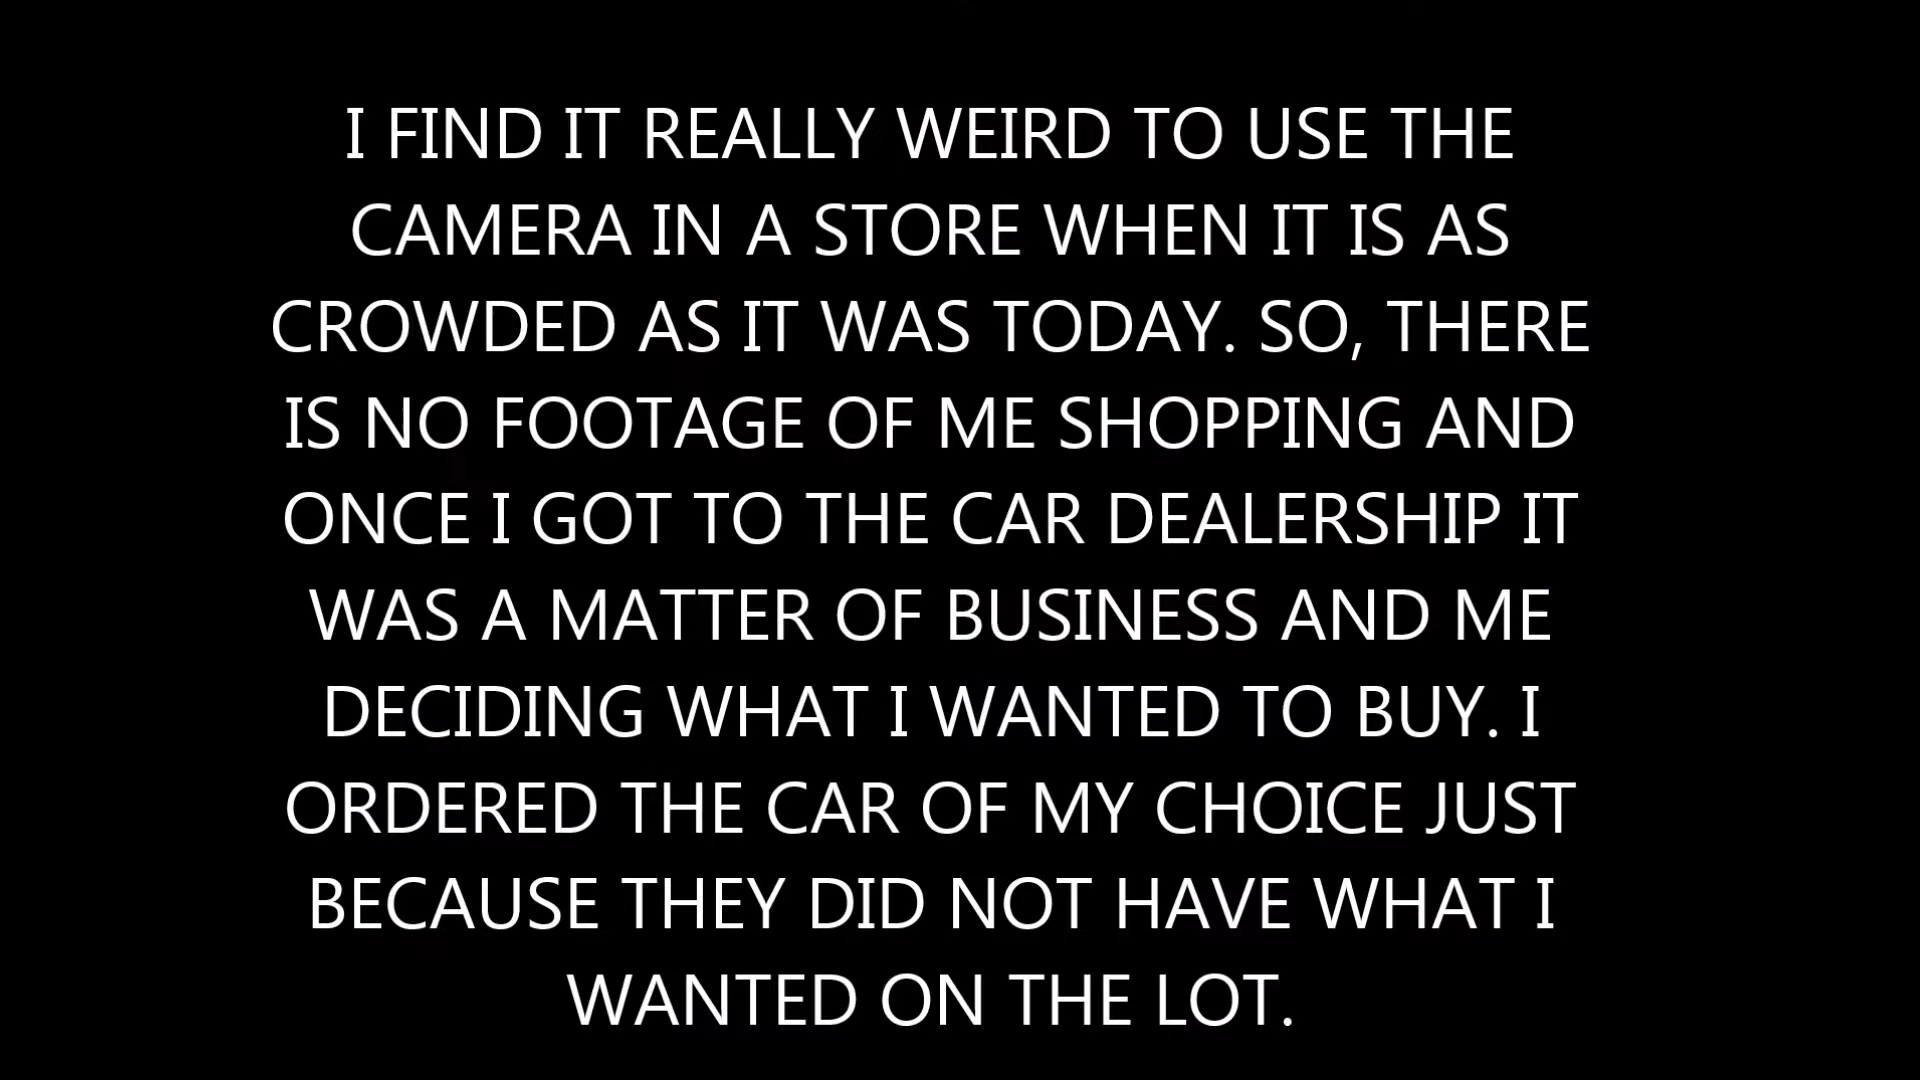 I FIND IT REALLY WEIRD TO USE THE
CAMERA IN A STORE WHEN IT IS AS
CROWDED AS IT WAS TODAY. SO, THERE
IS NO FOOTAGE OF ME SHOPPING AND
ONCE I GOT TO THE CAR DEALERSHIP IT
WAS A MATTER OF BUSINESS AND ME
DECIDING WHAT I WANTED TO BUY. I
ORDERED THE CAR OF MY CHOICE JUST
BECAUSE THEY DID NOT HAVE WHAT I
WANTED ON THE LOT.